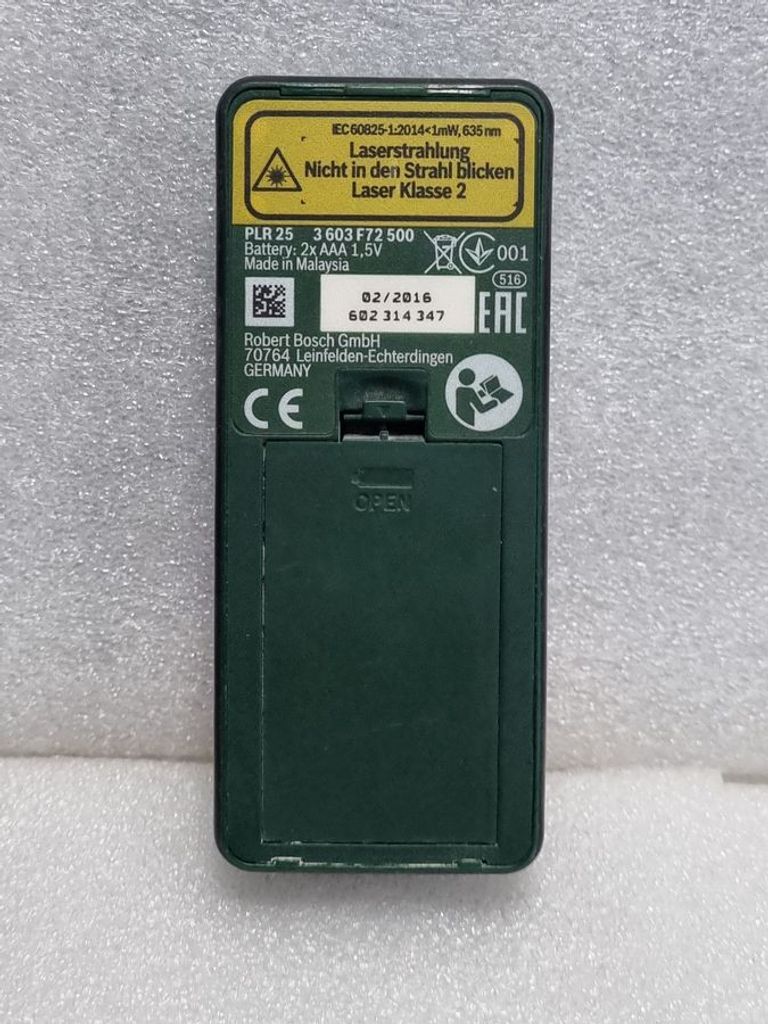 IEC 60825-1:2014<1mW, 635 nm
Laserstrahlung
Nicht in den Strahl blicken
Laser Klasse 2
PLR 25 3 603 F72 500
Battery: 2x AAA 1,5V
Made in Malaysia
001
516
02/2016
602 314 347
EAC
Robert Bosch GmbH
70764 Leinfelden-Echterdingen
GERMANY
CE
OPEN